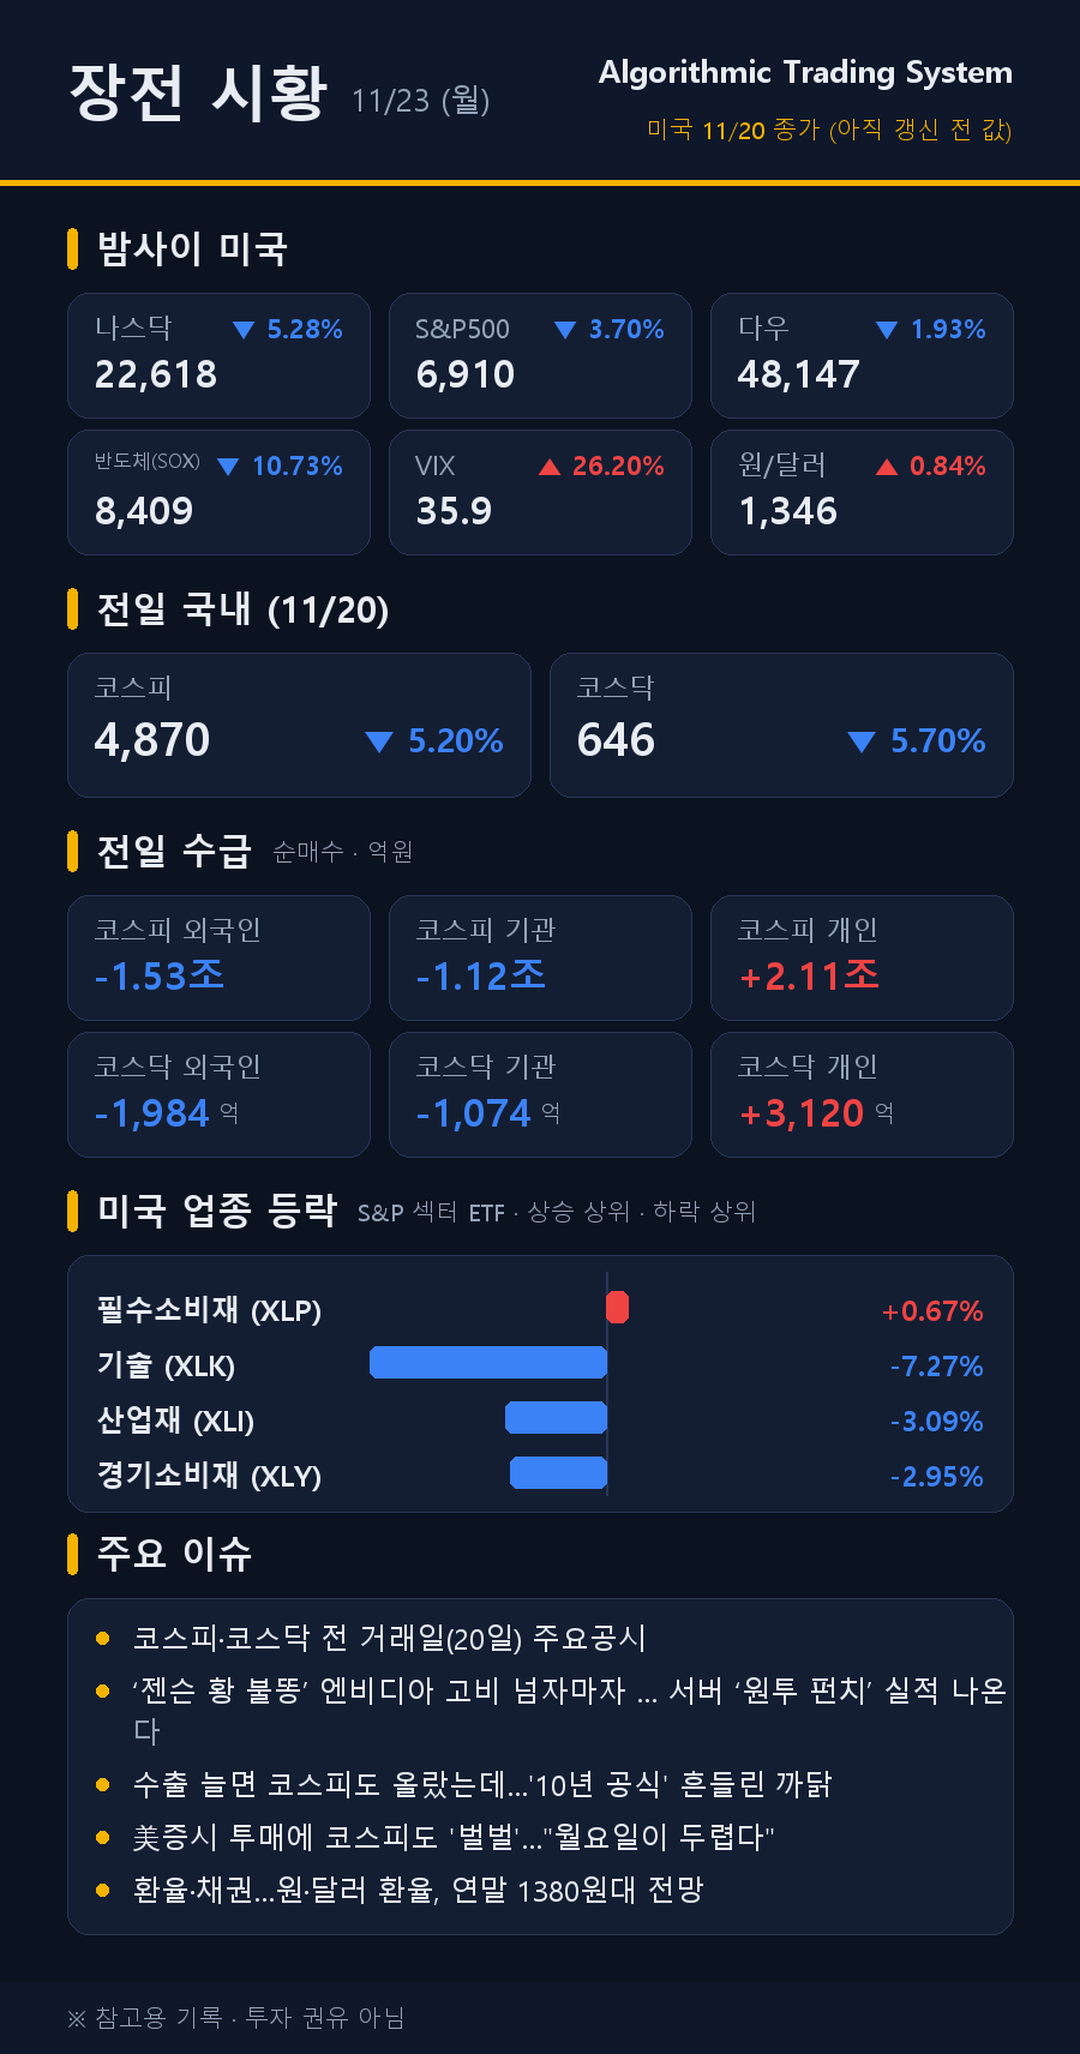 장전 시황 11/23 (월)
Algorithmic Trading System
미국 11/20 종가 (아직 갱신 전 값)
밤사이 미국
나스닥 ▼ 5.28%
22,618
S&P500 ▼ 3.70%
6,910
다우 ▼ 1.93%
48,147
반도체(SOX) ▼ 10.73%
8,409
VIX ▲ 26.20%
35.9
원/달러 ▲ 0.84%
1,346
전일 국내 (11/20)
코스피
4,870 ▼ 5.20%
코스닥
646 ▼ 5.70%
전일 수급 순매수 · 억원
코스피 외국인
-1.53조
코스피 기관
-1.12조
코스피 개인
+2.11조
코스닥 외국인
-1,984 억
코스닥 기관
-1,074 억
코스닥 개인
+3,120 억
미국 업종 등락 S&P 섹터 ETF · 상승 상위 · 하락 상위
필수소비재 (XLP) +0.67%
기술 (XLK) -7.27%
산업재 (XLI) -3.09%
경기소비재 (XLY) -2.95%
주요 이슈
코스피·코스닥 전 거래일(20일) 주요공시
‘젠슨 황 불똥’ 엔비디아 고비 넘자마자 … 서버 ‘원투 펀치’ 실적 나온
다
수출 늘면 코스피도 올랐는데…'10년 공식' 흔들린 까닭
美증시 투매에 코스피도 '벌벌'…"월요일이 두렵다"
환율·채권…원·달러 환율, 연말 1380원대 전망
※ 참고용 기록 · 투자 권유 아님